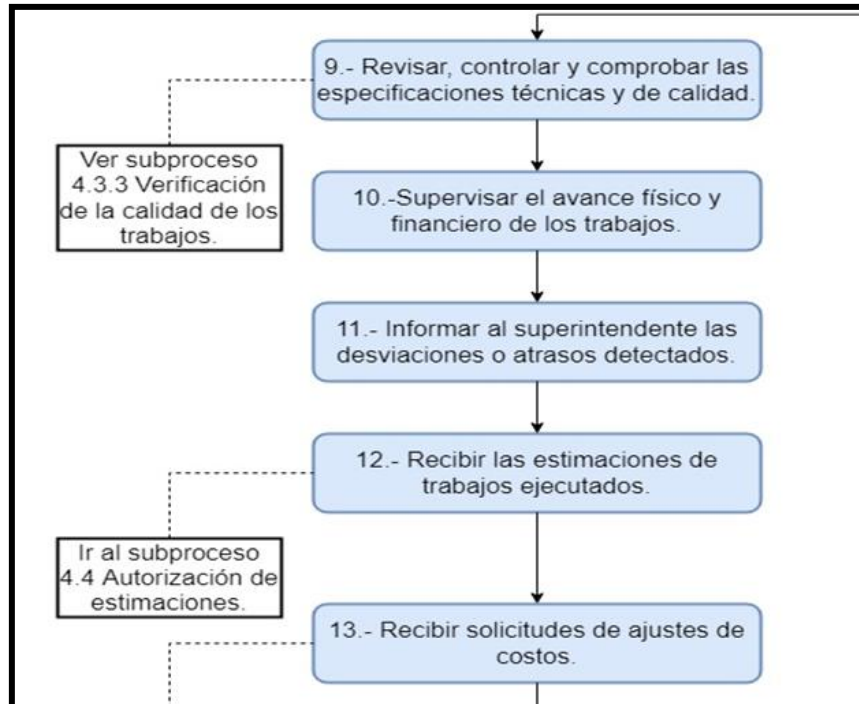 9.- Revisar, controlar y comprobar las
especificaciones técnicas y de calidad.
Ver subproceso
4.3.3 Verificación
de la calidad de los
trabajos.
10.-Supervisar el avance físico y
financiero de los trabajos.
11.- Informar al superintendente las
desviaciones o atrasos detectados.
12.- Recibir las estimaciones de
trabajos ejecutados.
Ir al subproceso
4.4 Autorización de
estimaciones.
13.- Recibir solicitudes de ajustes de
costos.